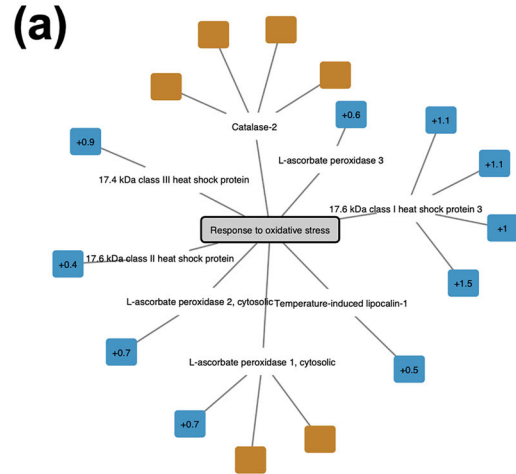 (a)
Catalase-2
+0.6
+1.1
+0.9
L-ascorbate peroxidase 3
+1.1
17.4 kDa class III heat shock protein
17.6 kDa class I heat shock protein 3
Response to oxidative stress
+1
17.6 kDa class II heat shock protein
+0.4
+1.5
L-ascorbate peroxidase 2, cytosolic
Temperature-induced lipocalin-1
+0.7
L-ascorbate peroxidase 1, cytosolic
+0.5
+0.7